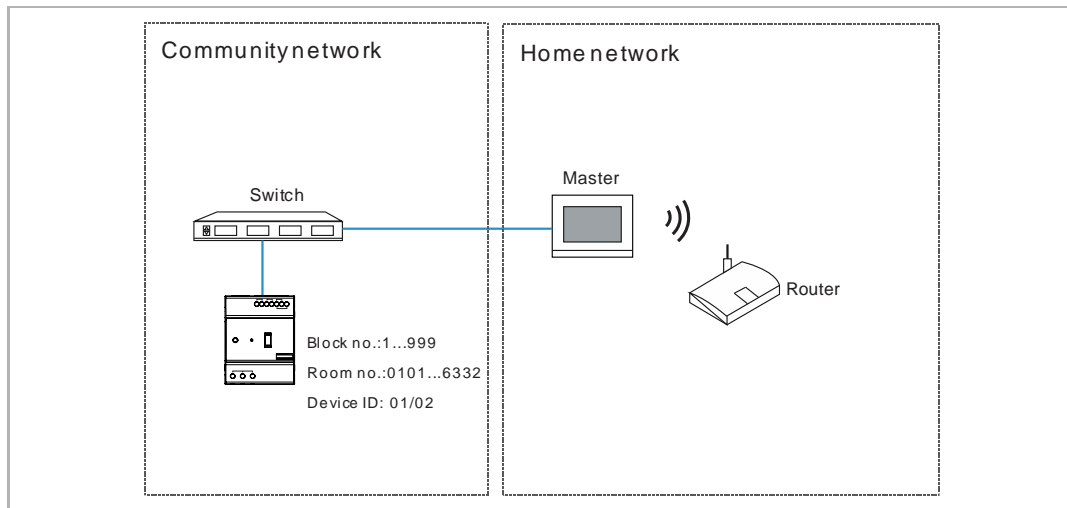 Community network
Home network
Switch
Master
Router
Block no.:1...999
Room no.:0101...6332
Device ID: 01/02